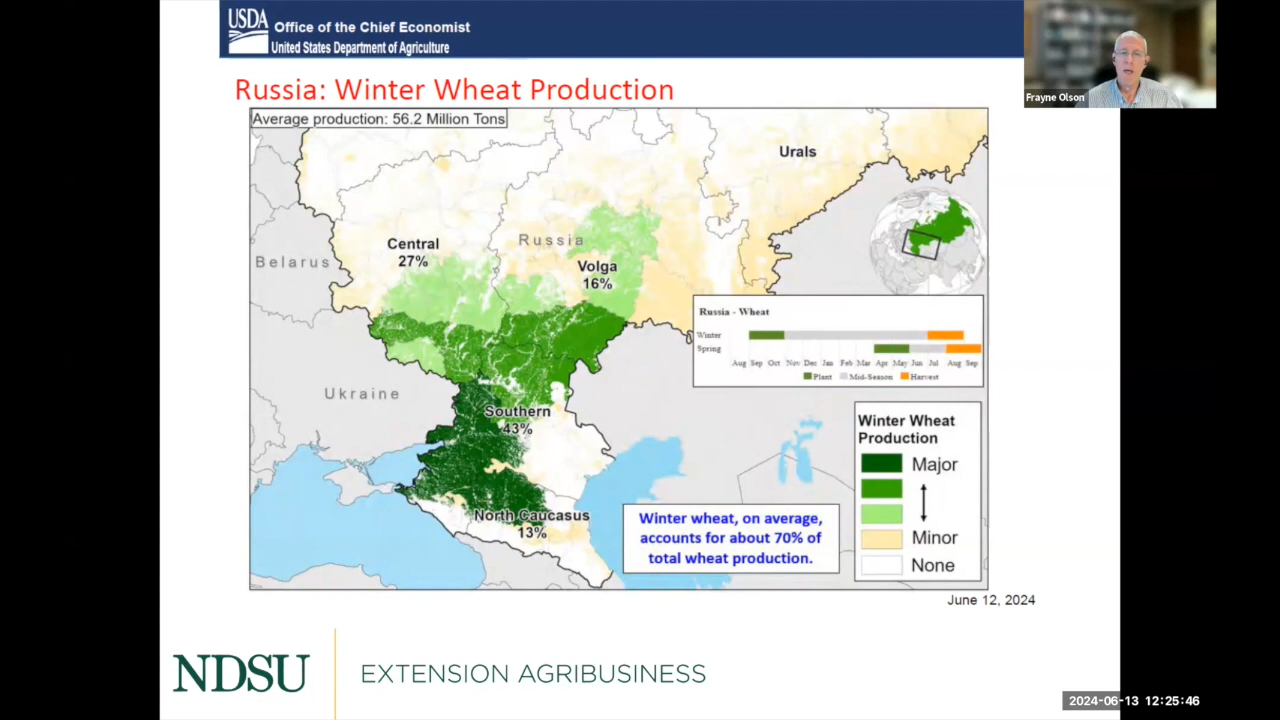 USDA
Office of the Chief Economist
United States Department of Agriculture
Frayne Olson
Russia: Winter Wheat Production
Average production: 56.2 Million Tons
Urals
Central
27%
Russia
Belarus
Volga
16%
Russia - Wheat
Winter
Spring
Aug Sep Oct Nov Dec Jan Feb Mar Apr May Jun Jul Aug Sep
Plant Mid-Season Harvest
Ukraine
Southern
43%
Winter Wheat
Production
Major
Minor
None
North Caucasus
13%
Winter wheat, on average,
accounts for about 70% of
total wheat production.
June 12, 2024
NDSU
EXTENSION AGRIBUSINESS
2024-06-13 12:25:46